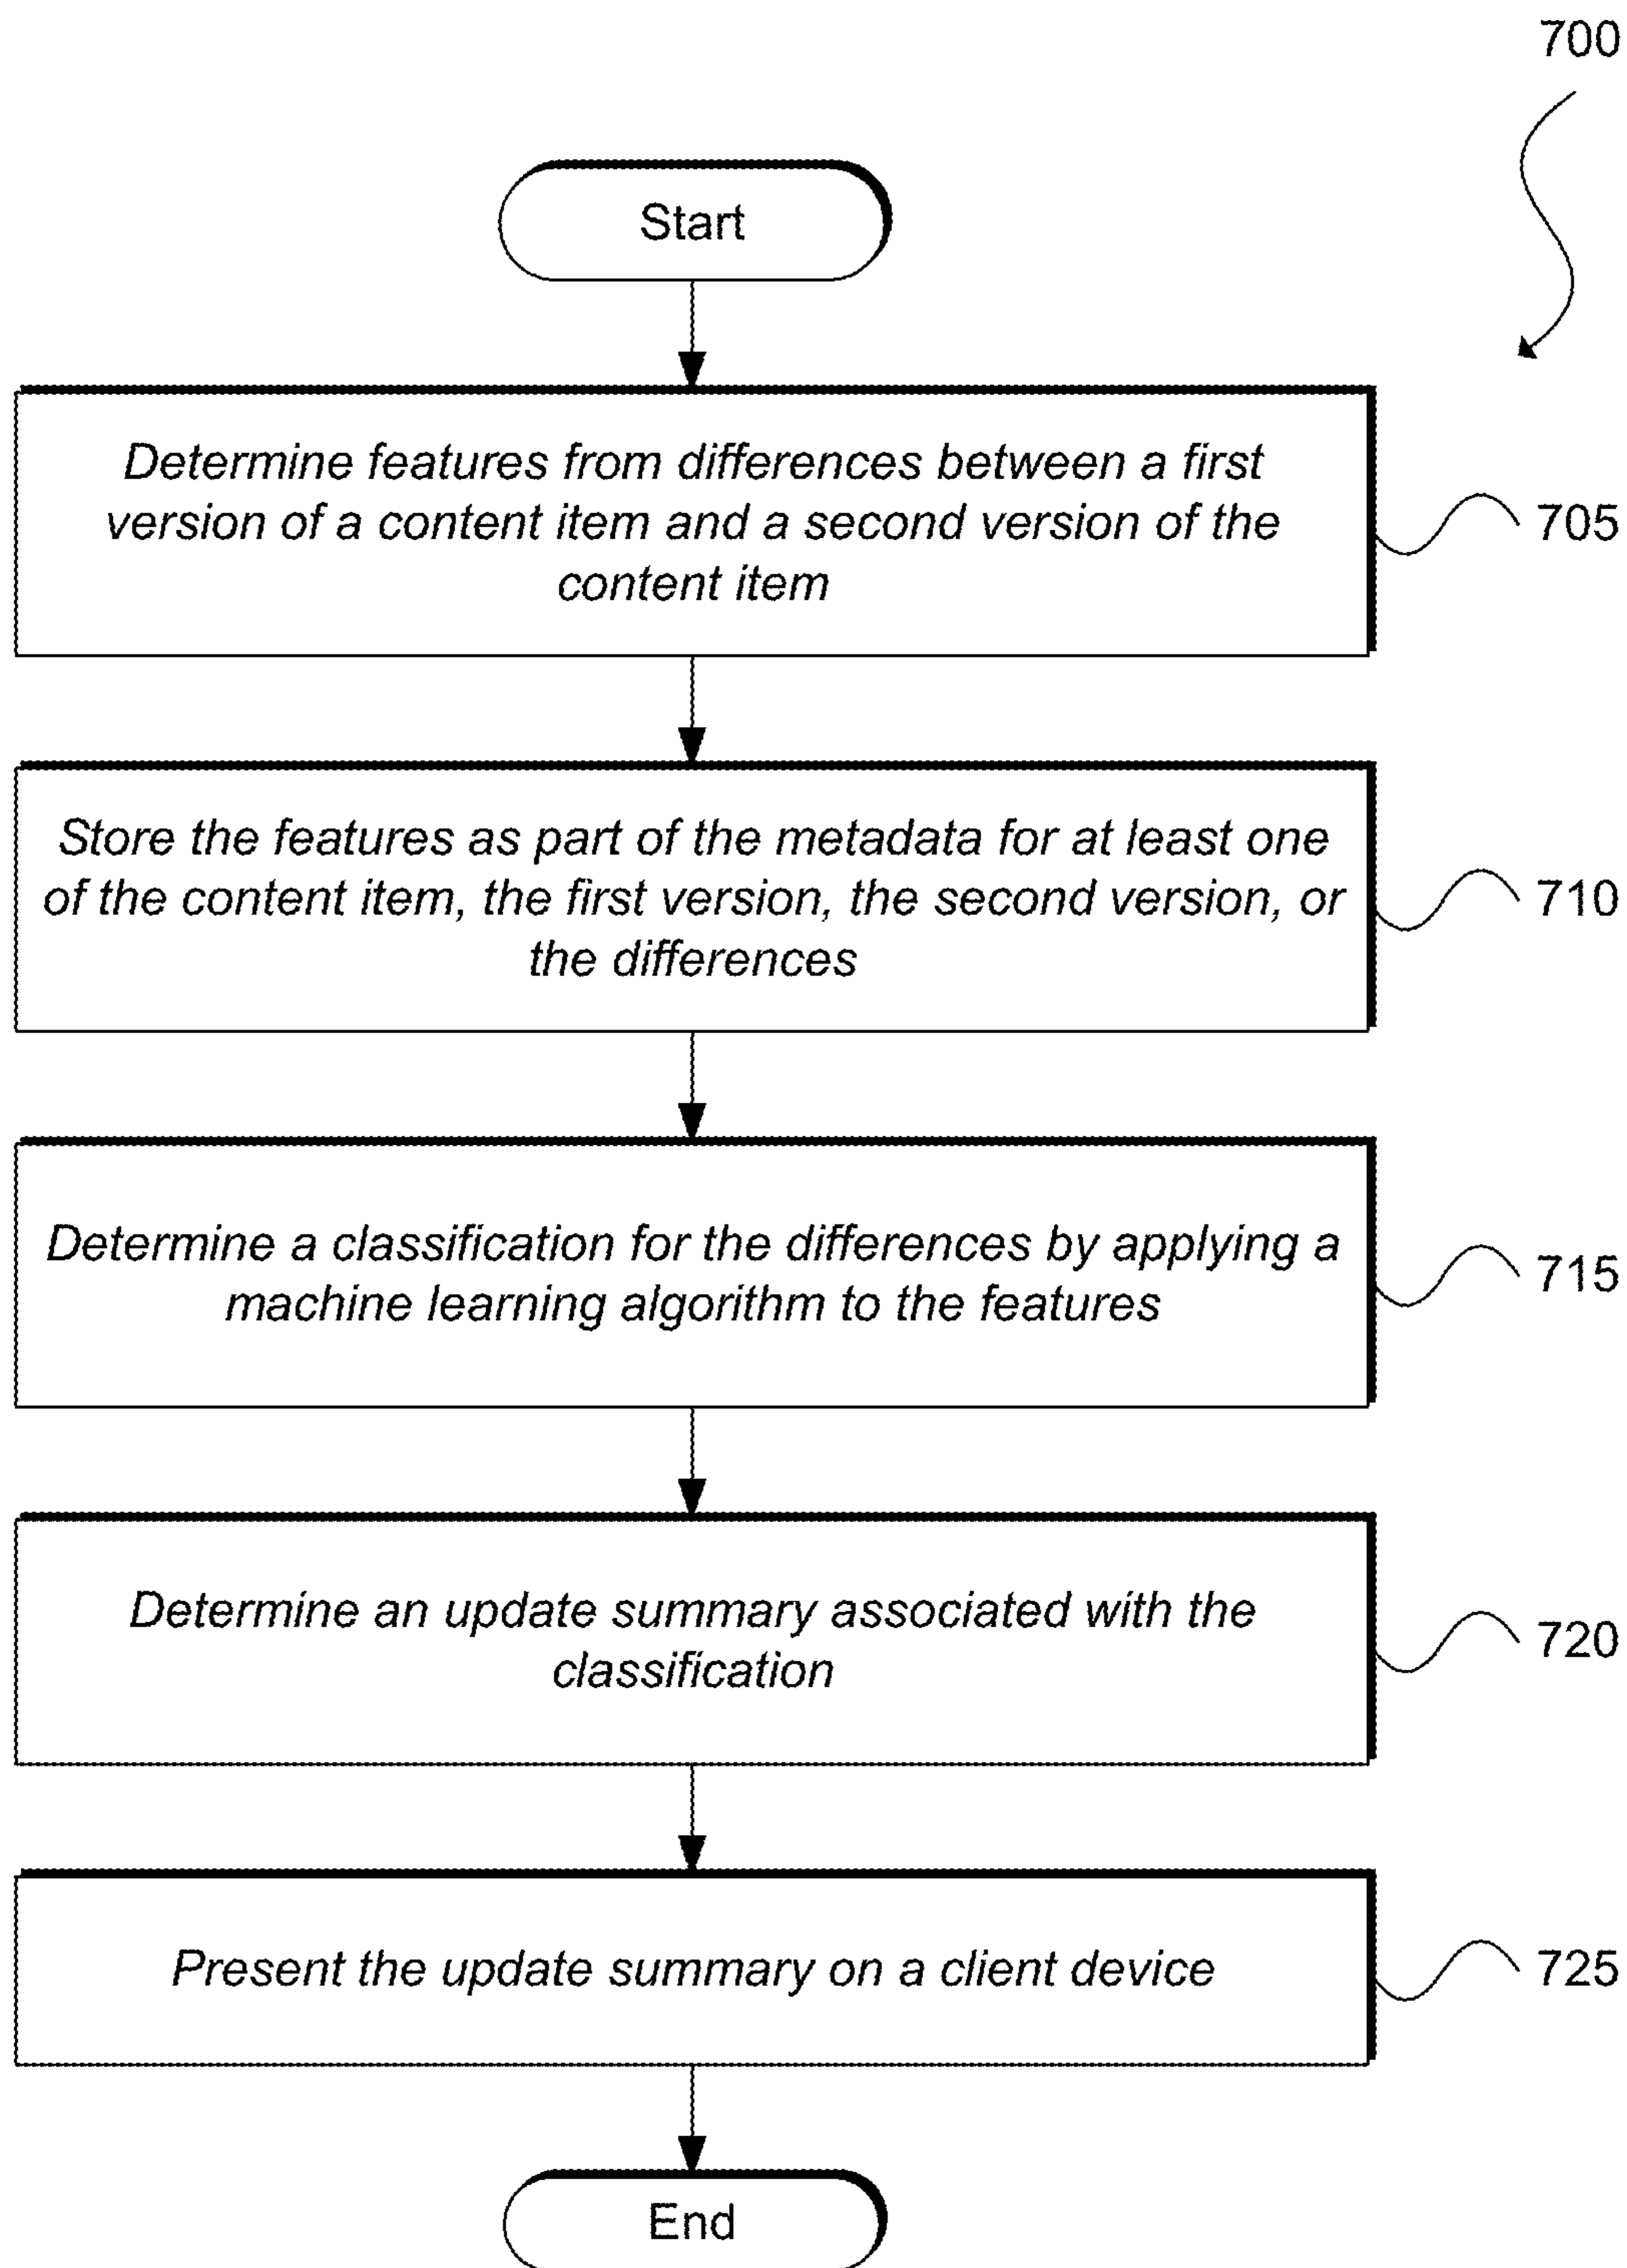 700
Start
Determine features from differences between a first
version of a content item and a second version of the
content item
705
Store the features as part of the metadata for at least one
of the content item, the first version, the second version, or
the differences
710
Determine a classification for the differences by applying a
machine learning algorithm to the features
715
Determine an update summary associated with the
classification
720
Present the update summary on a client device
725
End